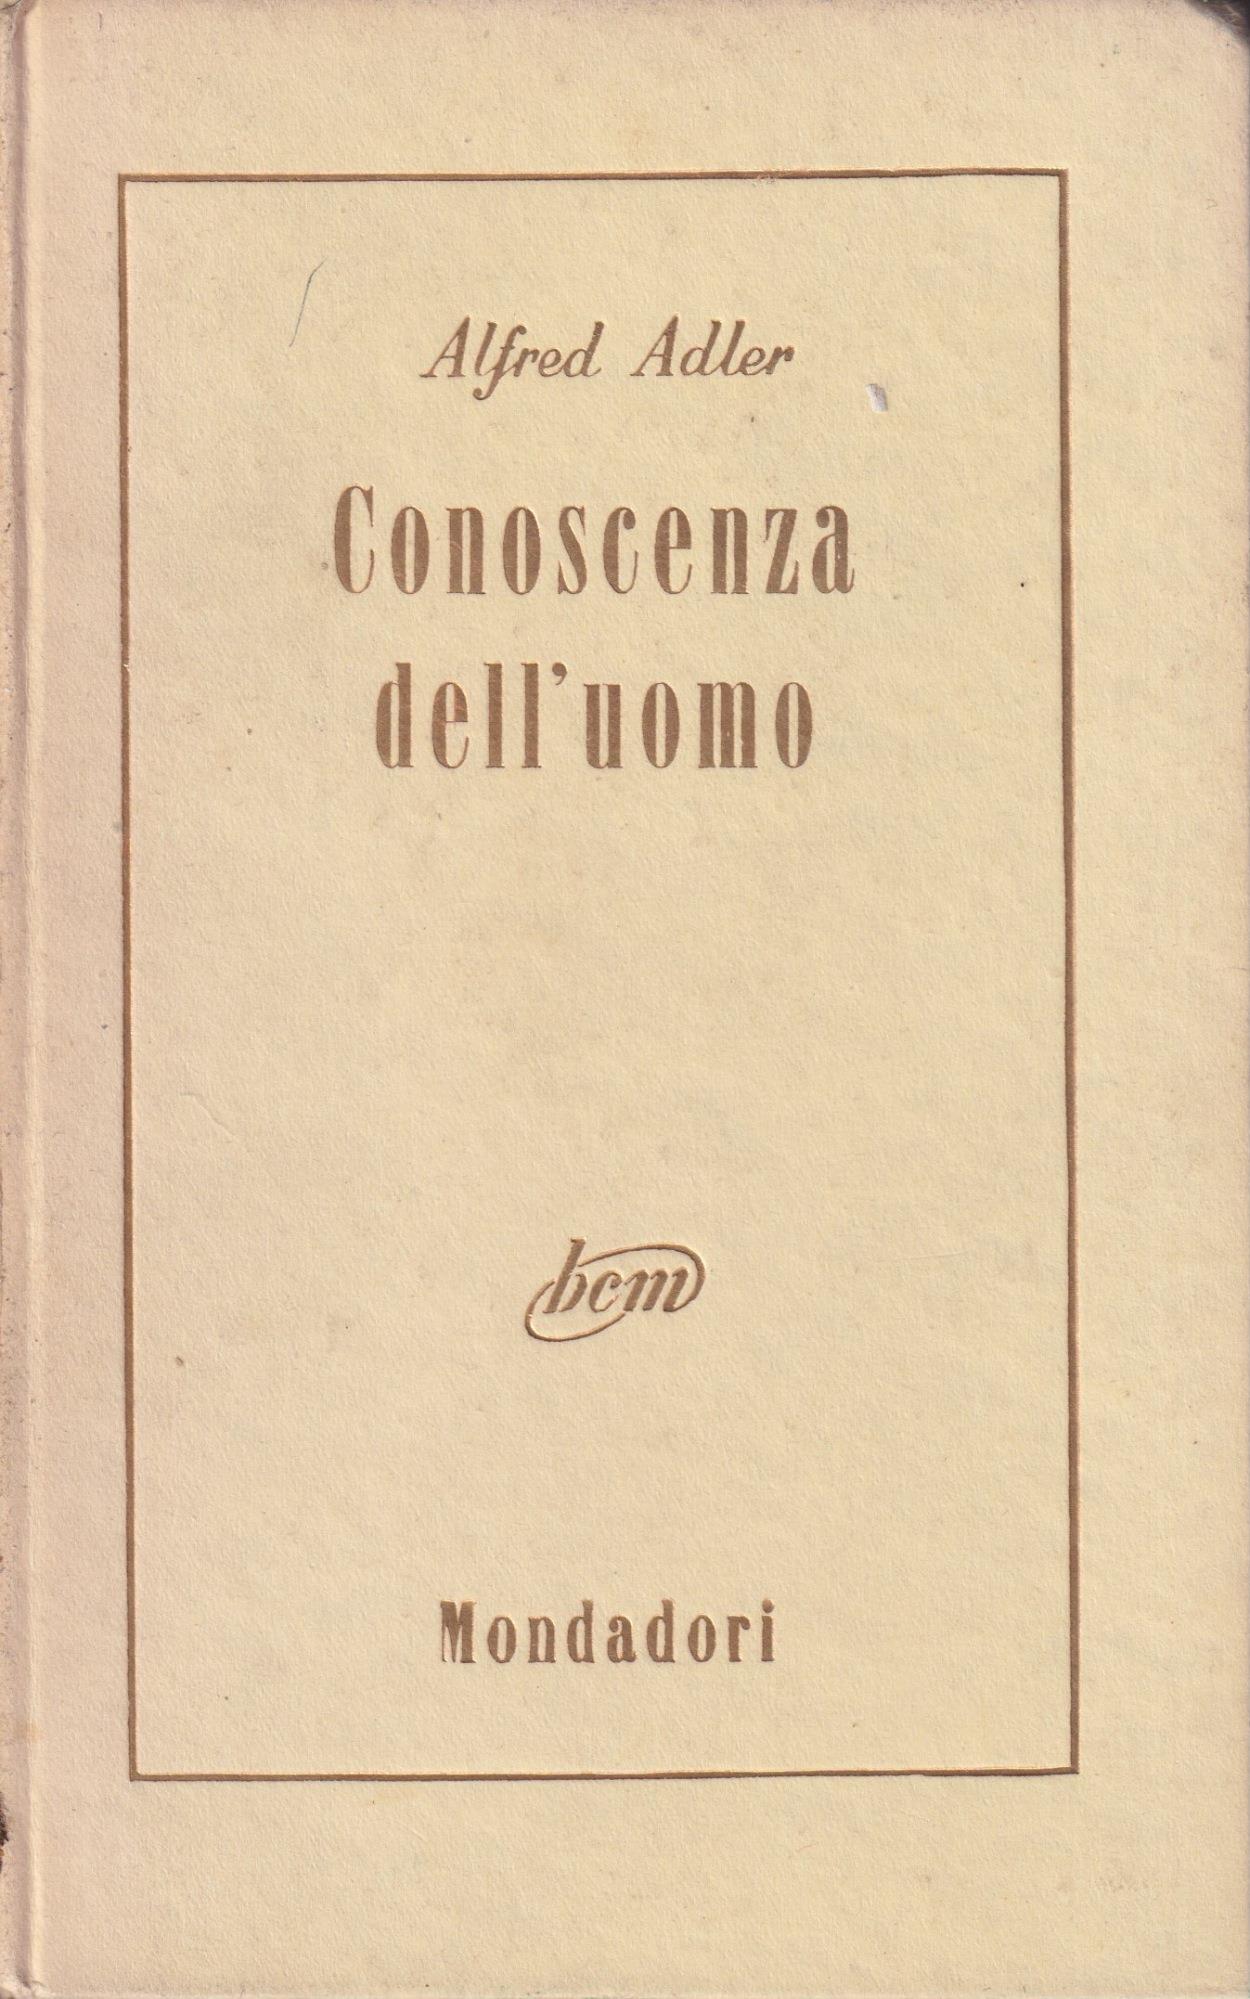 Alfred Adler
Conoscenza
dell'uomo
bcm
Mondadori